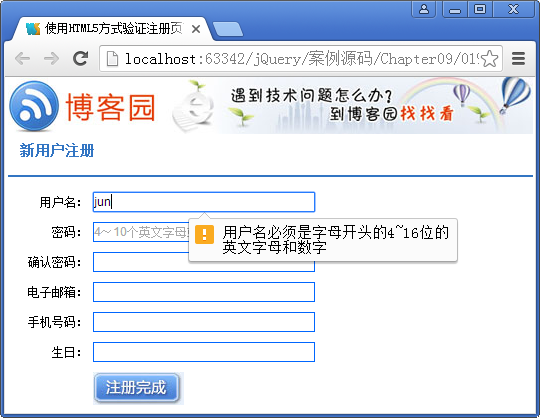 使用HTML5方式验证注册页
localhost:63342/jQuery/案例源码/Chapter09/01
博客园
遇到技术问题怎么办?
到博客园找找看
新用户注册
用户名:
jun
密码:
4~10个英文字母
用户名必须是字母开头的4~16位的
英文字母和数字
确认密码:
电子邮箱:
手机号码:
生日:
注册完成